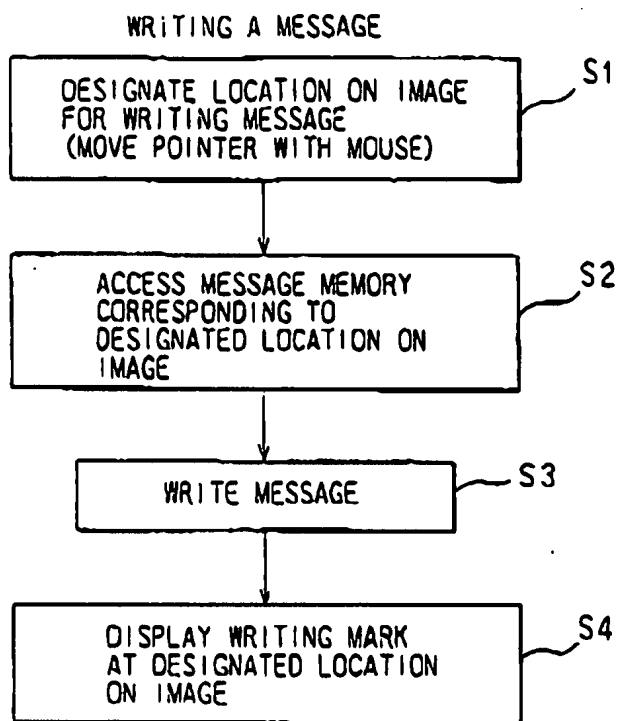 WRITING A MESSAGE
S1
DESIGNATE LOCATION ON IMAGE
FOR WRITING MESSAGE
(MOVE POINTER WITH MOUSE)
S2
ACCESS MESSAGE MEMORY
CORRESPONDING TO
DESIGNATED LOCATION ON
IMAGE
S3
WRITE MESSAGE
S4
DISPLAY WRITING MARK
AT DESIGNATED LOCATION
ON IMAGE